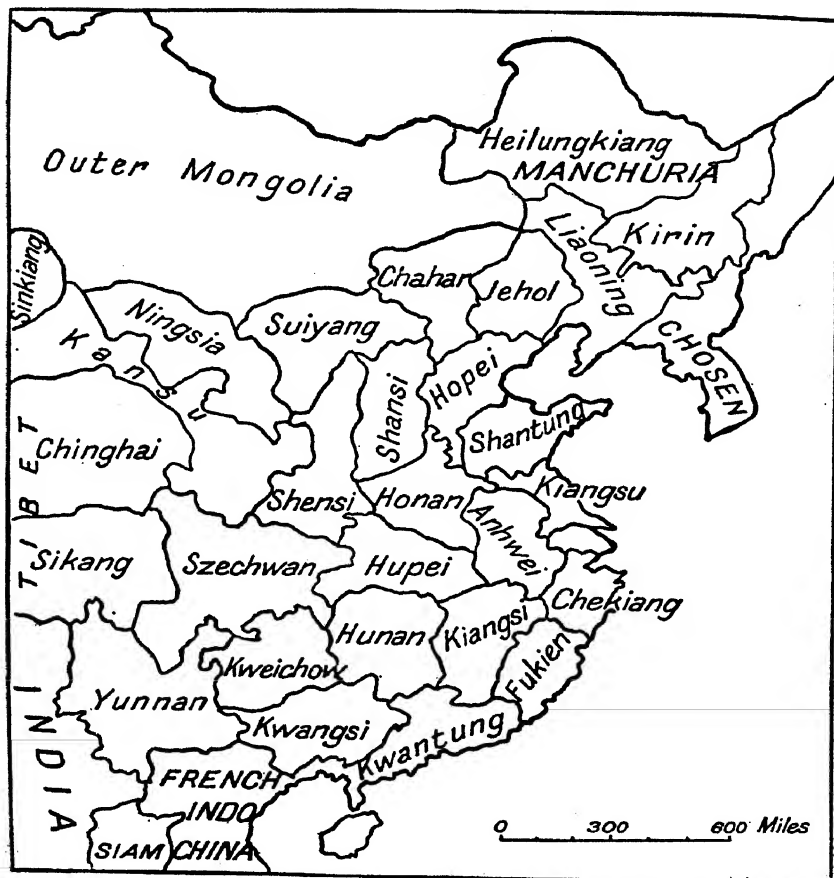 Heilungkiang
MANCHURIA
Outer Mongolia
Liaoning
Kirin
Sinkiang
Chahar
Jehol
Ningsia
Suiyang
CHOSEN
Kansu
Hopei
Shansi
Shantung
TIBET
Chinghai
Shensi
Honan
Kiangsu
Anhwei
Sikang
Szechwan
Hupei
Chekiang
Hunan
Kiangsi
Fukien
Kweichow
INDIA
Yunnan
Kwangsi
Kwantung
FRENCH
INDO
CHINA
SIAM
0 300 600 Miles